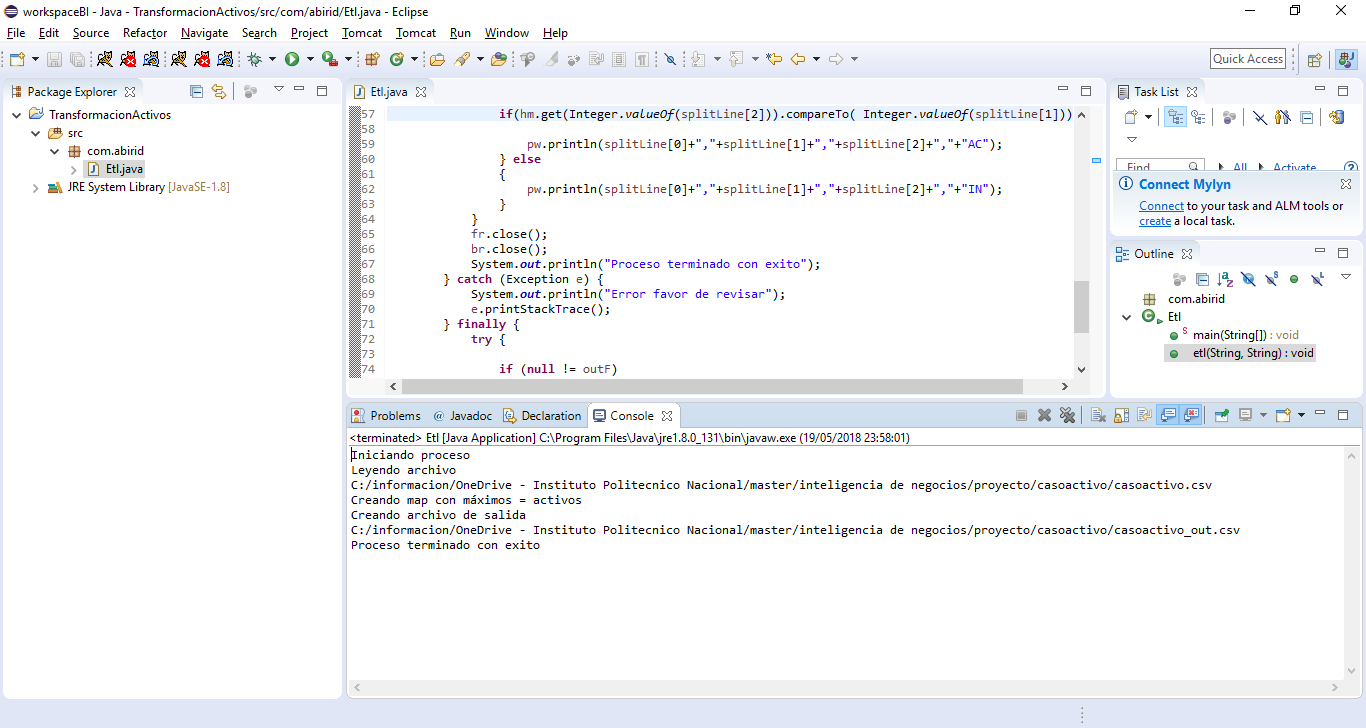 workspaceBI - Java - TransformacionActivos/src/com/abirid/Etl.java - Eclipse
File Edit Source Refactor Navigate Search Project Tomcat Tomcat Run Window Help
Quick Access
Package Explorer
TransformacionActivos
src
com.abirid
Etl.java
JRE System Library [JavaSE-1.8]
Etl.java
57 if(hm.get(Integer.valueOf(splitLine[2])).compareTo( Integer.valueOf(splitLine[1]))
58
59 pw.println(splitLine[0]+","+splitLine[1]+","+splitLine[2]+","+"AC");
60 } else
61 {
62 pw.println(splitLine[0]+","+splitLine[1]+","+splitLine[2]+","+"IN");
63 }
64 }
65 fr.close();
66 br.close();
67 System.out.println("Proceso terminado con exito");
68 } catch (Exception e) {
69 System.out.println("Error favor de revisar");
70 e.printStackTrace();
71 } finally {
72 try {
73
74 if (null != outF)
Task List
Find All Activate
Connect Mylyn
Connect to your task and ALM tools or
create a local task.
Outline
com.abirid
Etl
main(String[]) : void
etl(String, String) : void
Problems @ Javadoc Declaration Console
<terminated> Etl [Java Application] C:\Program Files\Java\jre1.8.0_131\bin\javaw.exe (19/05/2018 23:58:01)
Iniciando proceso
Leyendo archivo
C:/informacion/OneDrive - Instituto Politecnico Nacional/master/inteligencia de negocios/proyecto/casoactivo/casoactivo.csv
Creando map con máximos = activos
Creando archivo de salida
C:/informacion/OneDrive - Instituto Politecnico Nacional/master/inteligencia de negocios/proyecto/casoactivo/casoactivo_out.csv
Proceso terminado con exito